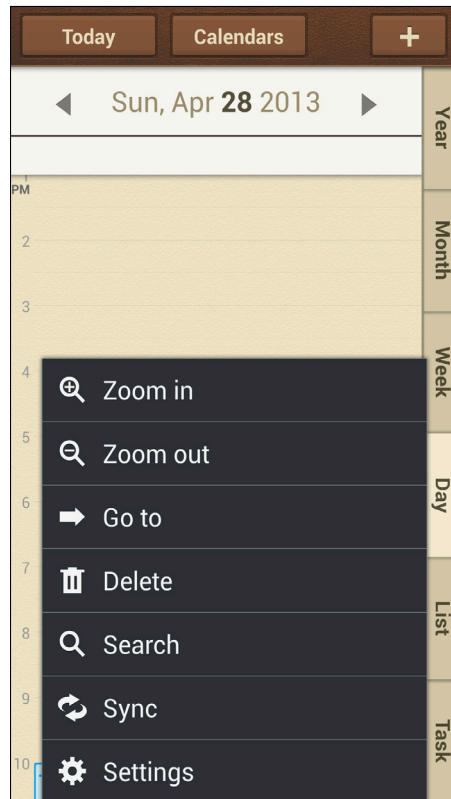 Today
Calendars
+
Sun, Apr 28 2013
Year
Month
Week
Day
List
Task
PM
2
3
4
5
6
7
8
9
10
Zoom in
Zoom out
Go to
Delete
Search
Sync
Settings